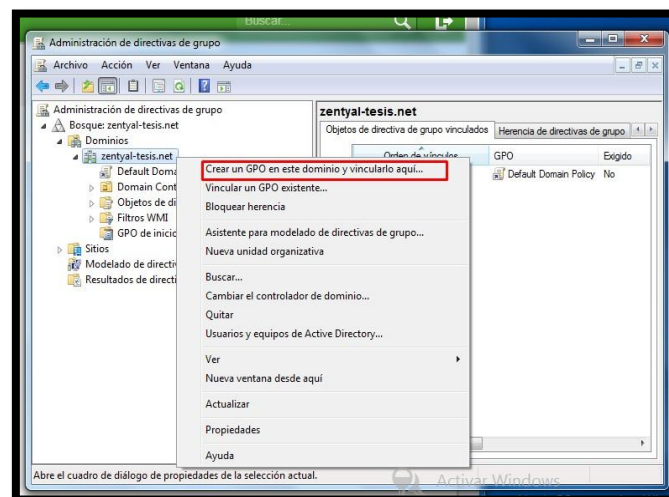 Buscar...
Administración de directivas de grupo
Archivo Acción Ver Ventana Ayuda
Administración de directivas de grupo
Bosque: zentyal-tesis.net
Dominios
zentyal-tesis.net
Default Doma
Domain Cont
Objetos de di
Filtros WMI
GPO de inicio
Sitios
Modelado de directi
Resultados de directi
Crear un GPO en este dominio y vincularlo aquí...
Vincular un GPO existente...
Bloquear herencia
Asistente para modelado de directivas de grupo...
Nueva unidad organizativa
Buscar...
Cambiar el controlador de dominio...
Quitar
Usuarios y equipos de Active Directory...
Ver
Nueva ventana desde aquí
Actualizar
Propiedades
Ayuda
zentyal-tesis.net
Objetos de directiva de grupo vinculados Herencia de directivas de grupo
Orden de vínculos GPO Exigido
Default Domain Policy No
Abre el cuadro de diálogo de propiedades de la selección actual.
Activar Windows